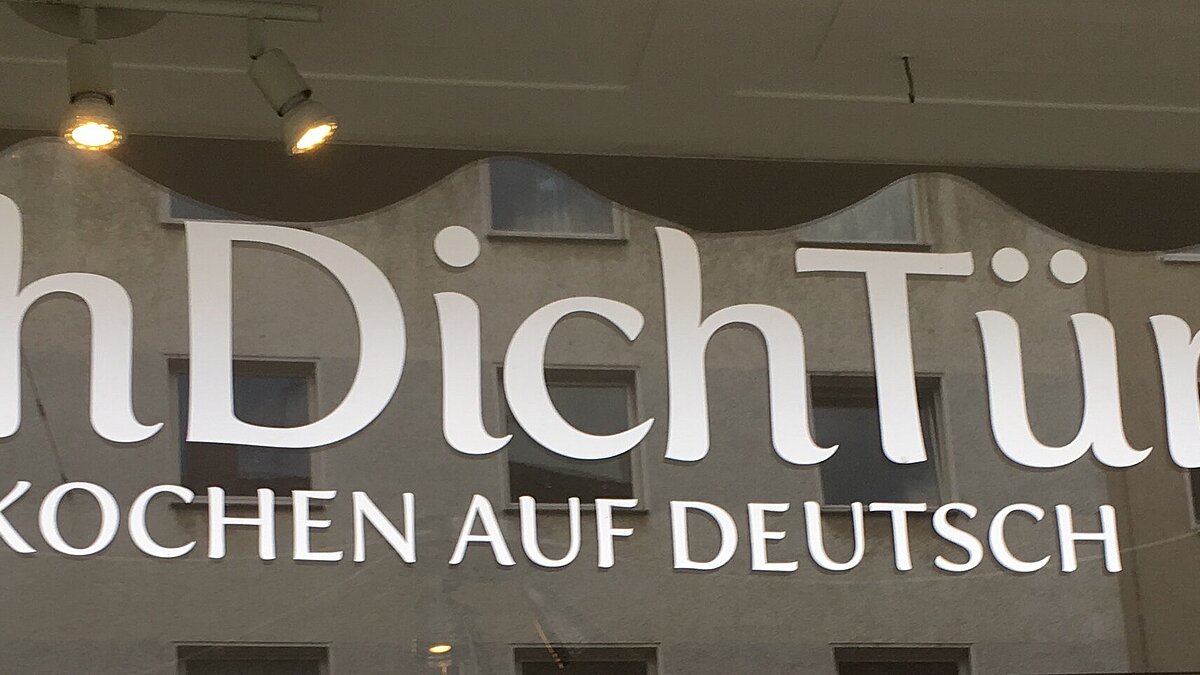 hDichTür
KOCHEN AUF DEUTSCH